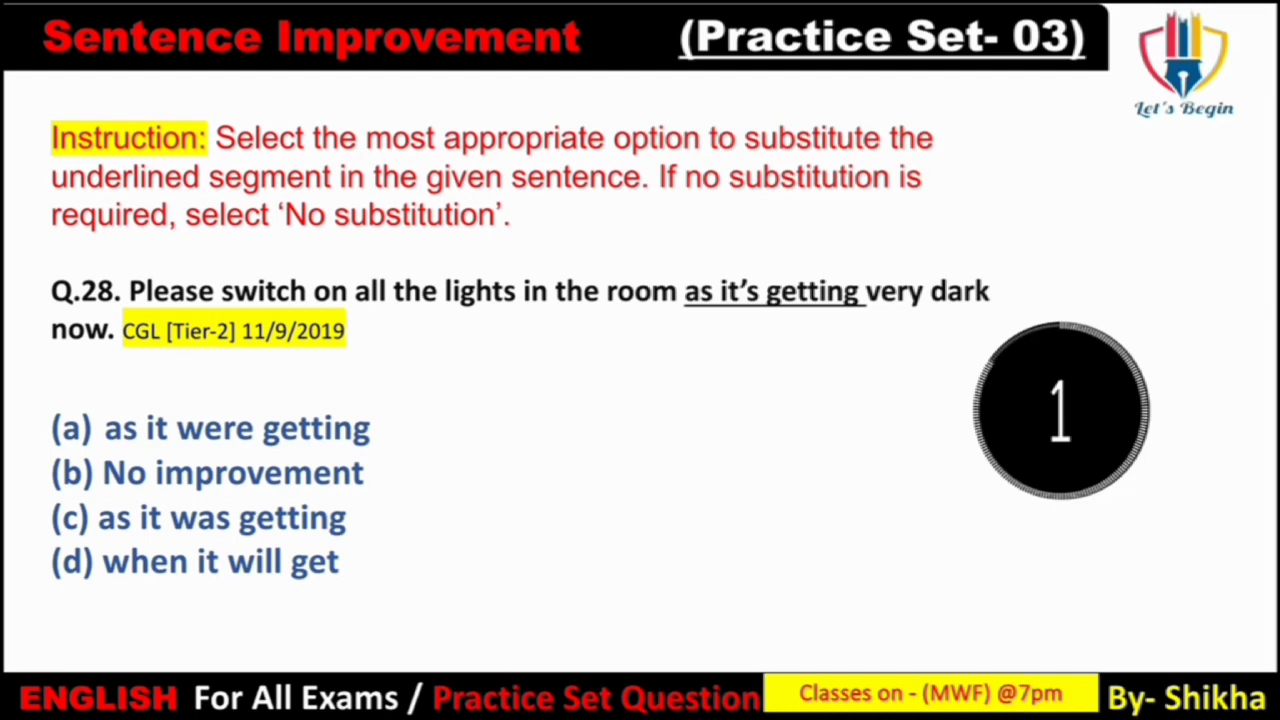 Sentence Improvement (Practice Set- 03)
Let's Begin
Instruction: Select the most appropriate option to substitute the
underlined segment in the given sentence. If no substitution is
required, select ‘No substitution’.
Q.28. Please switch on all the lights in the room as it’s getting very dark
now. CGL [Tier-2] 11/9/2019
1
(a) as it were getting
(b) No improvement
(c) as it was getting
(d) when it will get
ENGLISH For All Exams / Practice Set Question Classes on - (MWF) @7pm By- Shikha